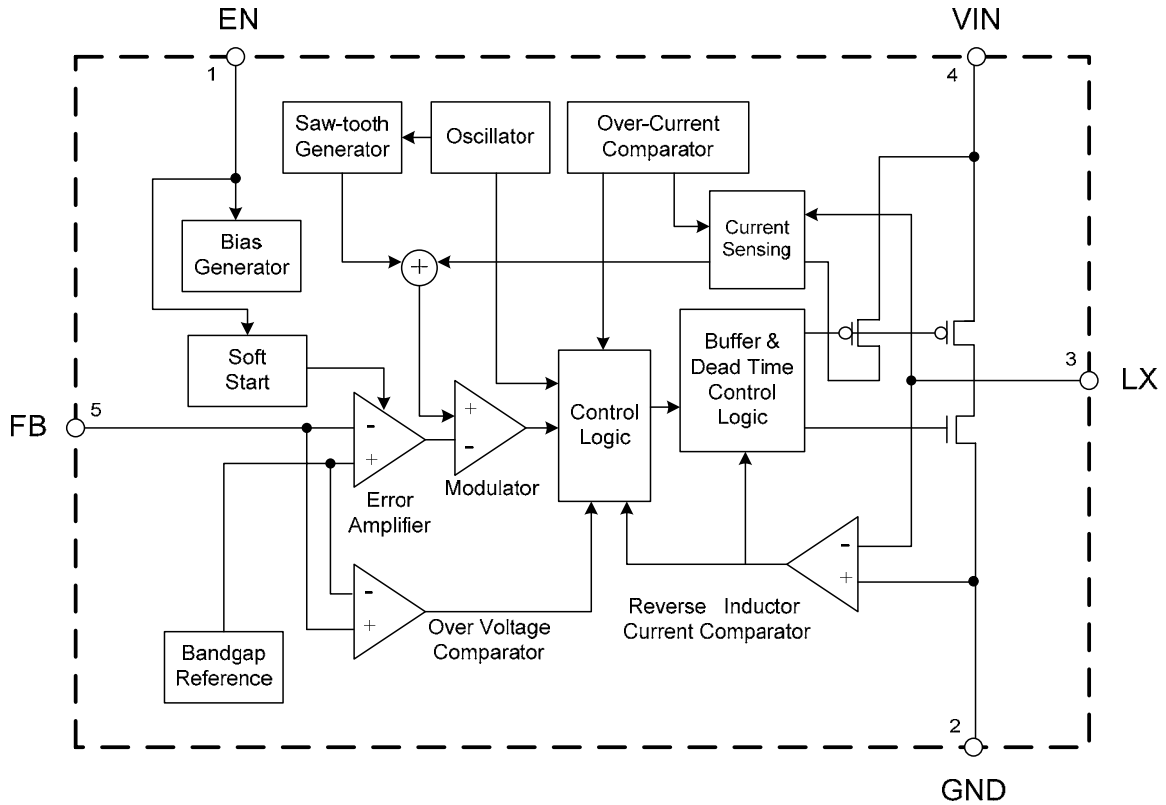 EN
VIN
1
4
Saw-tooth
Generator
Oscillator
Over-Current
Comparator
Bias
Generator
Current
Sensing
+
Soft
Start
Buffer &
Dead Time
Control
Logic
3
LX
FB
5
-
+
Error
Amplifier
+
-
Modulator
Control
Logic
-
+
Over Voltage
Comparator
-
+
Reverse Inductor
Current Comparator
Bandgap
Reference
2
GND